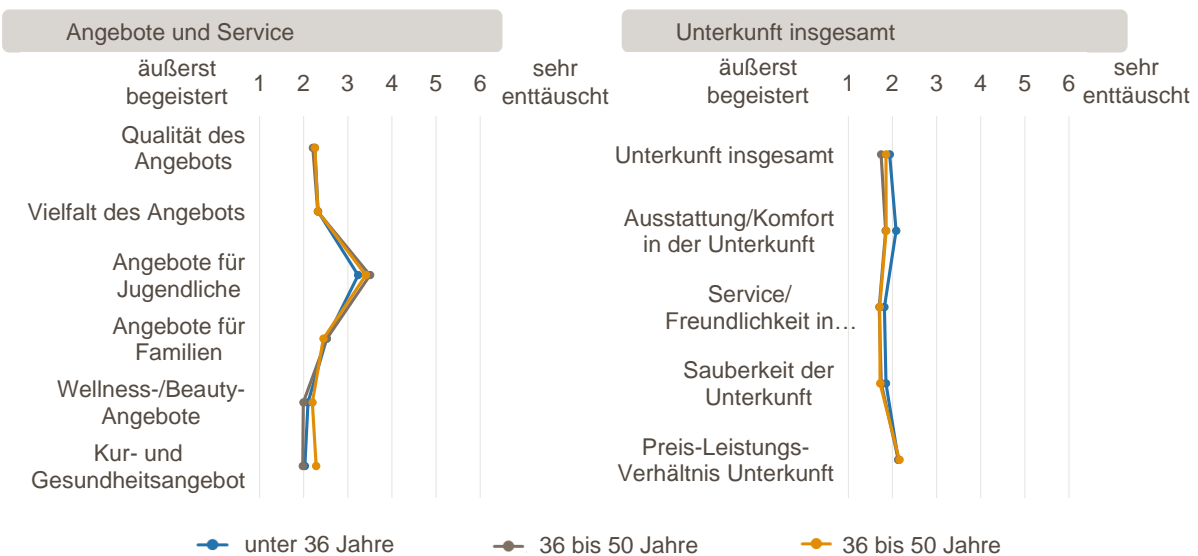 Angebote und Service
äußerst
begeistert
1 2 3 4 5 6
sehr
enttäuscht
Qualität des
Angebots
Vielfalt des Angebots
Angebote für
Jugendliche
Angebote für
Familien
Wellness-/Beauty-
Angebote
Kur- und
Gesundheitsangebot
Unterkunft insgesamt
äußerst
begeistert
1 2 3 4 5 6
sehr
enttäuscht
Unterkunft insgesamt
Ausstattung/Komfort
in der Unterkunft
Service/
Freundlichkeit in…
Sauberkeit der
Unterkunft
Preis-Leistungs-
Verhältnis Unterkunft
unter 36 Jahre
36 bis 50 Jahre
36 bis 50 Jahre